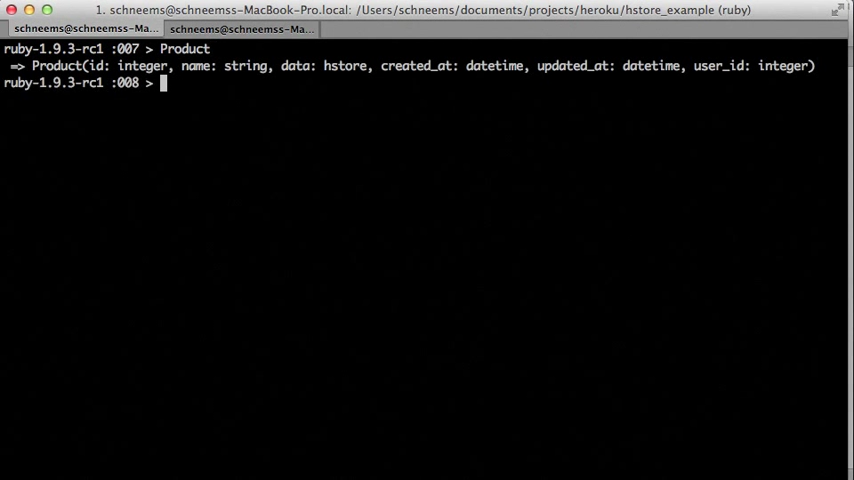 1. schneems@schneemss-MacBook-Pro.local: /Users/schneems/documents/projects/heroku/hstore_example (ruby)
schneems@schneemss-Ma... schneems@schneemss-Ma...
ruby-1.9.3-rc1 :007 > Product
=> Product(id: integer, name: string, data: hstore, created_at: datetime, updated_at: datetime, user_id: integer)
ruby-1.9.3-rc1 :008 >